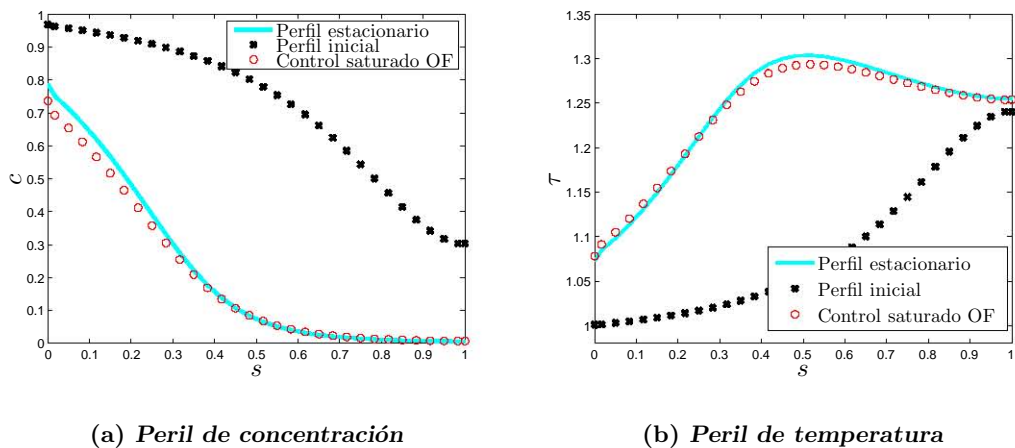 1
0.9
0.8
0.7
0.6
0.5
0.4
0.3
0.2
0.1
0
c
0 0.1 0.2 0.3 0.4 0.5 0.6 0.7 0.8 0.9 1
s
Perfil estacionario
Perfil inicial
Control saturado OF
(a) Peril de concentración
1.35
1.3
1.25
1.2
1.15
1.1
1.05
1
τ
0 0.1 0.2 0.3 0.4 0.5 0.6 0.7 0.8 0.9 1
s
Perfil estacionario
Perfil inicial
Control saturado OF
(b) Peril de temperatura